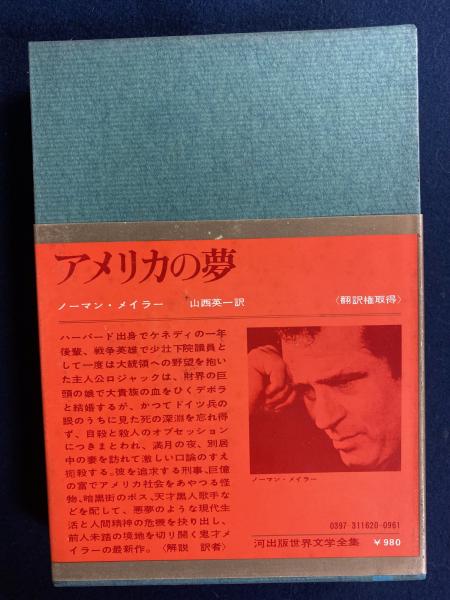 アメリカの夢
ノーマン・メイラー　山西英一訳　〈翻訳権取得〉
ハーバード出身でケネディの一年
後輩、戦争英雄で少壮下院議員と
して一度は大統領への野望を抱い
た主人公ロジャックは、財界の巨
頭の娘で大貴族の血をひくデボラ
と結婚するが、かつてドイツ兵の
眼のうちに見た死の深淵を忘れ得
ず、自殺と殺人のオブセッション
につきまとわれ、満月の夜、別居
中の妻を訪れて激しい口論のすえ
扼殺する。彼を追求する刑事、巨億
の富でアメリカ社会をあやつる怪
物、暗黒街のボス、天才黒人歌手な
どを配して、悪夢のような現代生
活と人間精神の危機を抉り出し、
前人未踏の境地を切り開く鬼才メ
イラーの最新作。〈解説　訳者〉
ノーマン・メイラー
0397-311620-0961
河出版世界文学全集　￥980